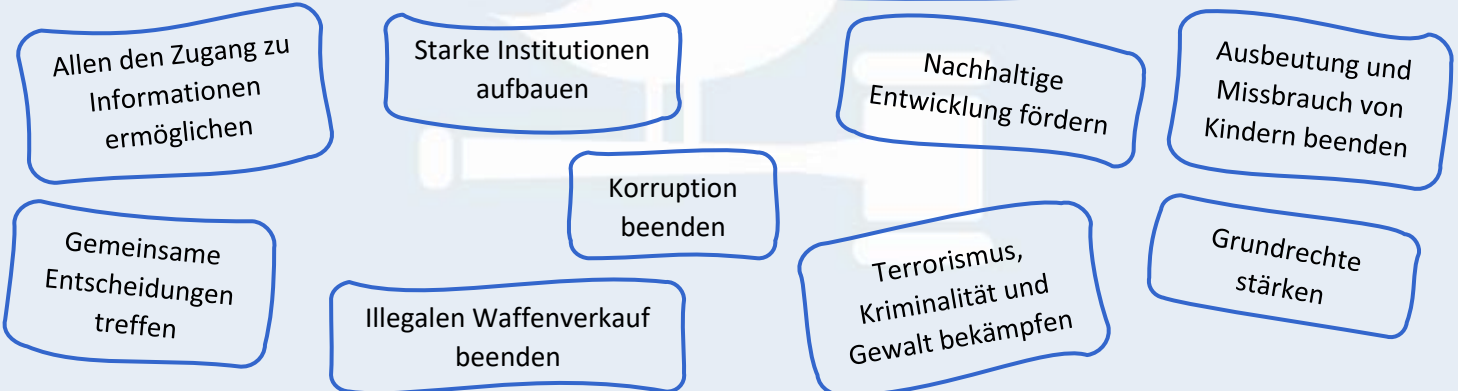 Allen den Zugang zu
Informationen
ermöglichen
Starke Institutionen
aufbauen
Nachhaltige
Entwicklung fördern
Ausbeutung und
Missbrauch von
Kindern beenden
Korruption
beenden
Gemeinsame
Entscheidungen
treffen
Illegalen Waffenverkauf
beenden
Terrorismus,
Kriminalität und
Gewalt bekämpfen
Grundrechte
stärken